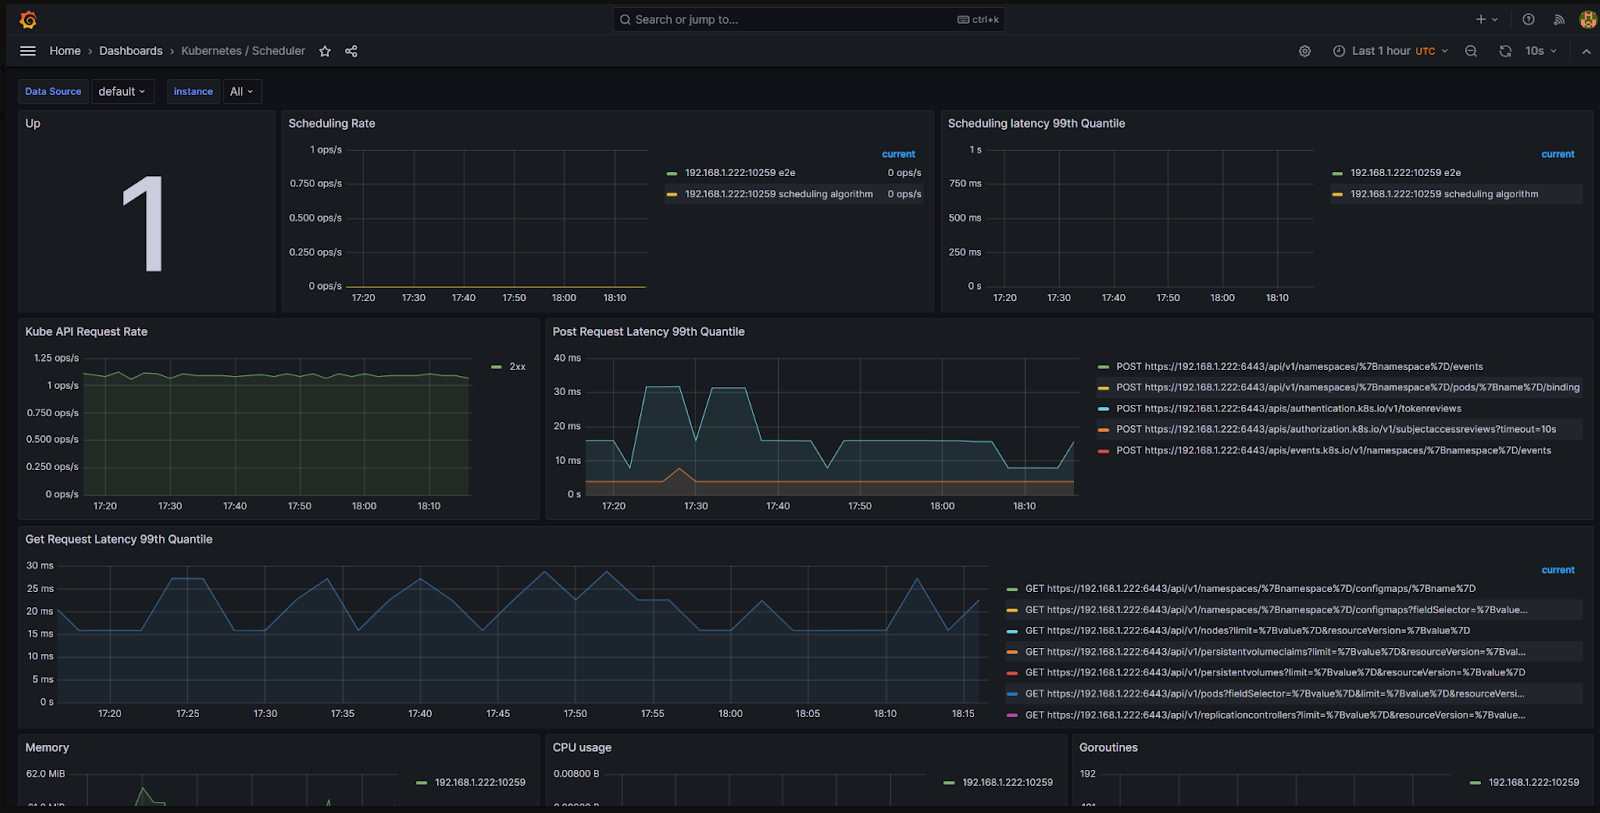 Search or jump to... ctrl+k
Home › Dashboards › Kubernetes / Scheduler
Last 1 hour UTC 10s
Data Source default instance All
Up
1
Scheduling Rate
1 ops/s
0.750 ops/s
0.500 ops/s
0.250 ops/s
0 ops/s
17:20 17:30 17:40 17:50 18:00 18:10
current
192.168.1.222:10259 e2e 0 ops/s
192.168.1.222:10259 scheduling algorithm 0 ops/s
Scheduling latency 99th Quantile
1 s
750 ms
500 ms
250 ms
0 s
17:20 17:30 17:40 17:50 18:00 18:10
current
192.168.1.222:10259 e2e
192.168.1.222:10259 scheduling algorithm
Kube API Request Rate
1.25 ops/s
1 ops/s
0.750 ops/s
0.500 ops/s
0.250 ops/s
0 ops/s
17:20 17:30 17:40 17:50 18:00 18:10
2xx
Post Request Latency 99th Quantile
40 ms
30 ms
20 ms
10 ms
0 s
17:20 17:30 17:40 17:50 18:00 18:10
POST https://192.168.1.222:6443/api/v1/namespaces/%7Bnamespace%7D/events
POST https://192.168.1.222:6443/api/v1/namespaces/%7Bnamespace%7D/pods/%7Bname%7D/binding
POST https://192.168.1.222:6443/apis/authentication.k8s.io/v1/tokenreviews
POST https://192.168.1.222:6443/apis/authorization.k8s.io/v1/subjectaccessreviews?timeout=10s
POST https://192.168.1.222:6443/apis/events.k8s.io/v1/namespaces/%7Bnamespace%7D/events
Get Request Latency 99th Quantile
30 ms
25 ms
20 ms
15 ms
10 ms
5 ms
0 s
17:20 17:25 17:30 17:35 17:40 17:45 17:50 17:55 18:00 18:05 18:10 18:15
current
GET https://192.168.1.222:6443/api/v1/namespaces/%7Bnamespace%7D/configmaps/%7Bname%7D
GET https://192.168.1.222:6443/api/v1/namespaces/%7Bnamespace%7D/configmaps?fieldSelector=%7Bvalue...
GET https://192.168.1.222:6443/api/v1/nodes?limit=%7Bvalue%7D&resourceVersion=%7Bvalue%7D
GET https://192.168.1.222:6443/api/v1/persistentvolumeclaims?limit=%7Bvalue%7D&resourceVersion=%7Bval...
GET https://192.168.1.222:6443/api/v1/persistentvolumes?limit=%7Bvalue%7D&resourceVersion=%7Bvalue%7D
GET https://192.168.1.222:6443/api/v1/pods?fieldSelector=%7Bvalue%7D&limit=%7Bvalue%7D&resourceVersi...
GET https://192.168.1.222:6443/api/v1/replicationcontrollers?limit=%7Bvalue%7D&resourceVersion=%7Bvalue...
Memory
62.0 MiB
192.168.1.222:10259
CPU usage
0.00800 B
192.168.1.222:10259
Goroutines
192
192.168.1.222:10259